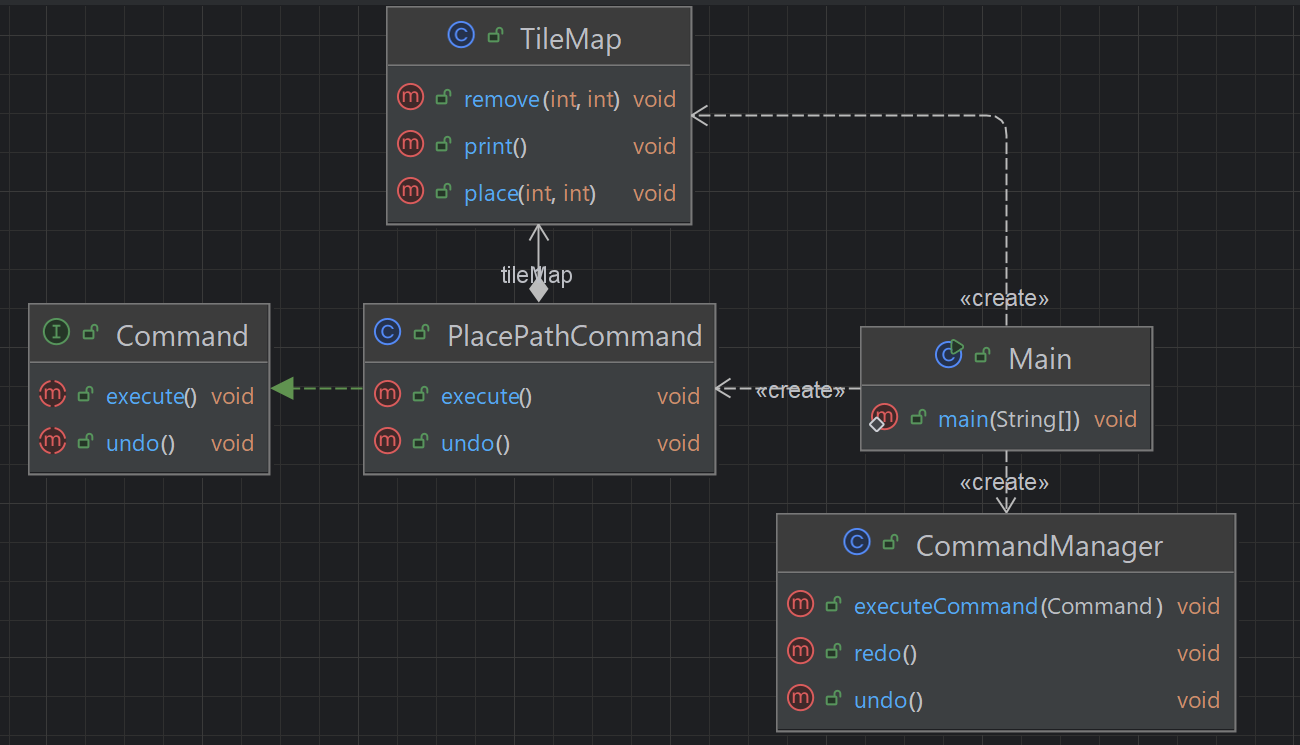 TileMap
remove(int, int) void
print() void
place(int, int) void
tileMap
«create»
Command
execute() void
undo() void
PlacePathCommand
execute() void
undo() void
«create»
Main
main(String[]) void
«create»
CommandManager
executeCommand(Command) void
redo() void
undo() void